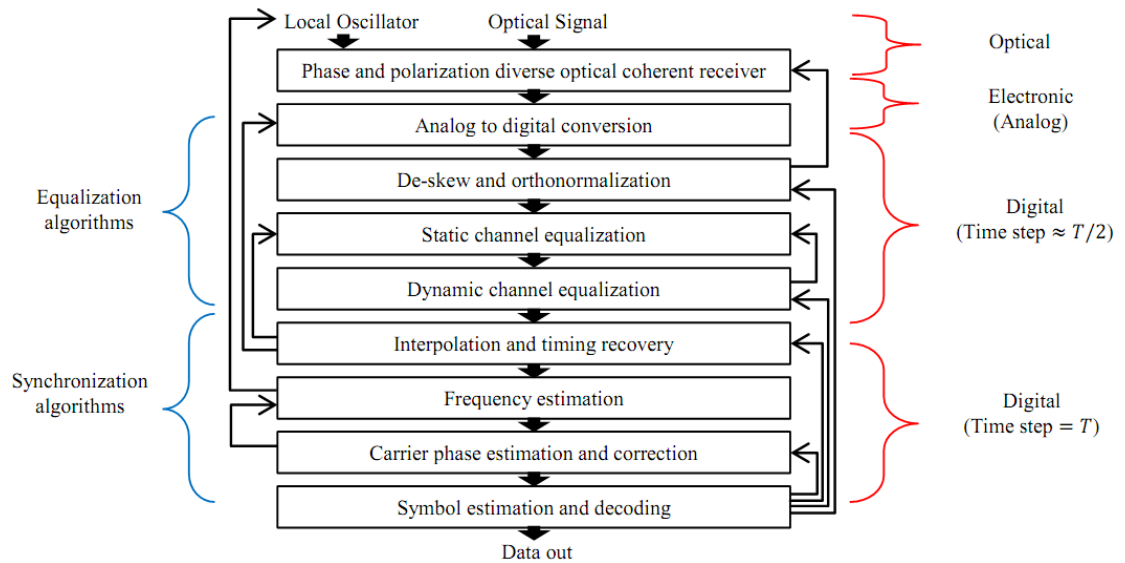 Local Oscillator
Optical Signal
Phase and polarization diverse optical coherent receiver
Analog to digital conversion
De-skew and orthonormalization
Static channel equalization
Dynamic channel equalization
Interpolation and timing recovery
Frequency estimation
Carrier phase estimation and correction
Symbol estimation and decoding
Data out
Equalization
algorithms
Synchronization
algorithms
Optical
Electronic
(Analog)
Digital
(Time step ≈ T/2)
Digital
(Time step = T)